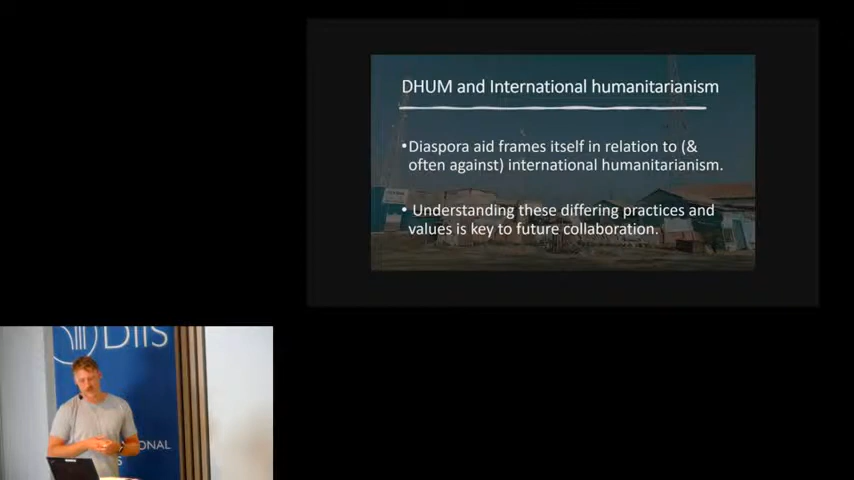 DHUM and International humanitarianism
•Diaspora aid frames itself in relation to (&
often against) international humanitarianism.
• Understanding these differing practices and
values is key to future collaboration.
DIIS